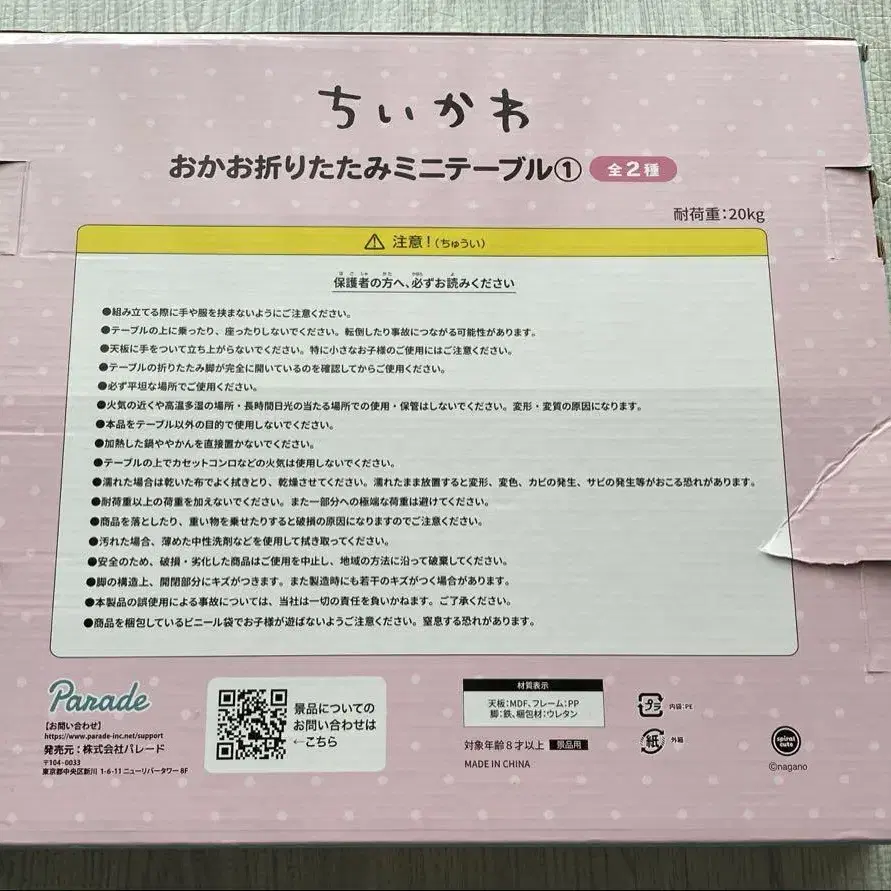 ちいかわ
おかお折りたたみミニテーブル① 全2種
耐荷重:20kg
⚠ 注意!(ちゅうい)
保護者の方へ、必ずお読みください
●組み立てる際に手や服を挟まないようにご注意ください。
●テーブルの上に乗ったり、座ったりしないでください。転倒したり事故につながる可能性があります。
●天板に手をついて立ち上がらないでください。特に小さなお子様のご使用にはご注意ください。
●テーブルの折りたたみ脚が完全に開いているのを確認してからご使用ください。
●必ず平坦な場所でご使用ください。
●火気の近くや高温多湿の場所・長時間日光の当たる場所での使用・保管はしないでください。変形・変質の原因になります。
●本品をテーブル以外の目的で使用しないでください。
●加熱した鍋ややかんを直接置かないでください。
●テーブルの上でカセットコンロなどの火気は使用しないでください。
●濡れた場合は乾いた布でよく拭きとり、乾燥させてください。濡れたまま放置すると変形、変色、カビの発生、サビの発生等がおこる恐れがあります。
●耐荷重以上の荷重を加えないでください。また一部分への極端な荷重は避けてください。
●商品を落としたり、重い物を乗せたりすると破損の原因になりますのでご注意ください。
●汚れた場合、薄めた中性洗剤などを使用して拭き取ってください。
●安全のため、破損・劣化した商品はご使用を中止し、地域の方法に沿って破棄してください。
●脚の構造上、開閉部分にキズがつきます。また製造時にも若干のキズがつく場合があります。
●本製品の誤使用による事故については、当社は一切の責任を負いかねます。ご了承ください。
●商品を梱包しているビニール袋でお子様が遊ばないようご注意ください。窒息する恐れがあります。
Parade
【お問い合わせ】
https://www.parade-inc.net/support
発売元:株式会社パレード
〒104-0033
東京都中央区新川 1-6-11 ニューリバータワー 8F
景品についての
お問い合わせは
←こちら
材質表示
天板:MDF、フレーム:PP
脚:鉄、梱包材:ウレタン
対象年齢8才以上 景品用
MADE IN CHINA
プラ 内袋:PE
紙 外箱
spiral
cute
©nagano